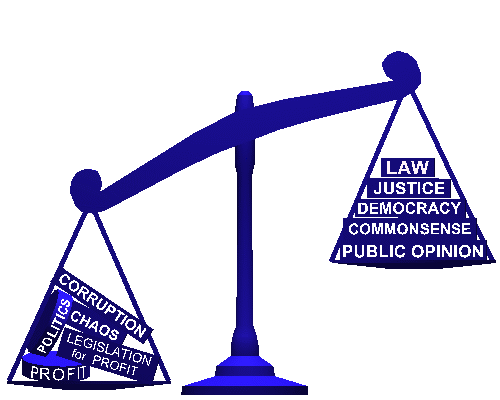 CORRUPTION
POLITICS
CHAOS
LEGISLATION
for PROFIT
PROFIT
LAW
JUSTICE
DEMOCRACY
COMMONSENSE
PUBLIC OPINION